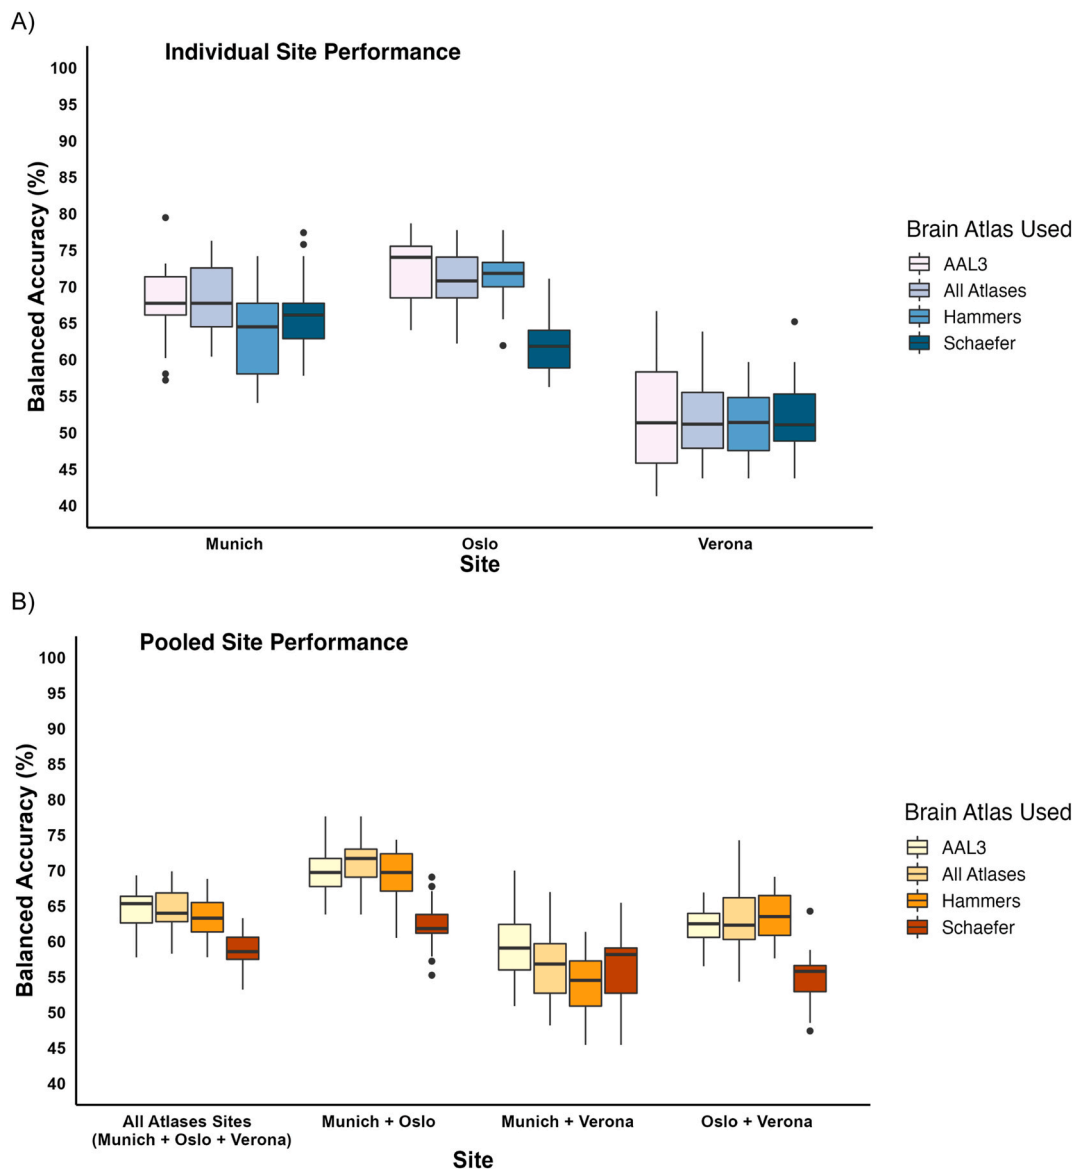 A)
Individual Site Performance
Balanced Accuracy (%)
100
95
90
85
80
75
70
65
60
55
50
45
40
Munich
Oslo
Verona
Site
Brain Atlas Used
AAL3
All Atlases
Hammers
Schaefer
B)
Pooled Site Performance
Balanced Accuracy (%)
100
95
90
85
80
75
70
65
60
55
50
45
40
All Atlases Sites
(Munich + Oslo + Verona)
Munich + Oslo
Munich + Verona
Oslo + Verona
Site
Brain Atlas Used
AAL3
All Atlases
Hammers
Schaefer